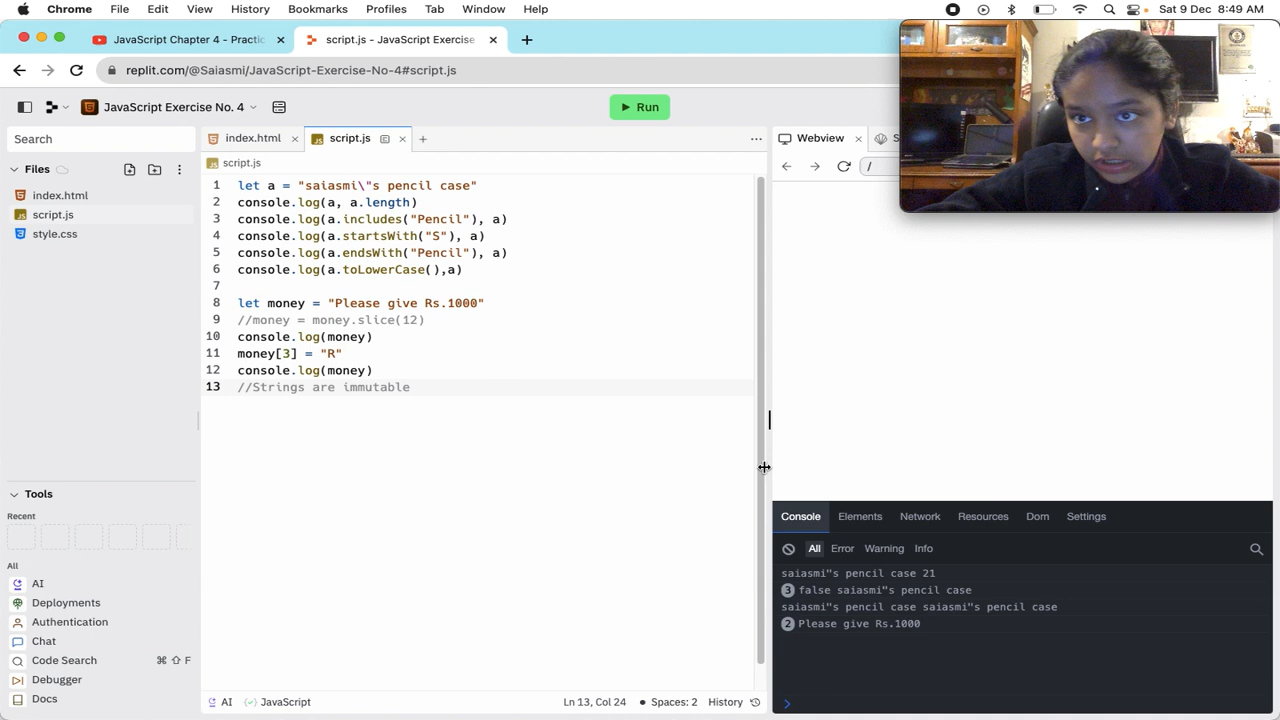 Chrome File Edit View History Bookmarks Profiles Tab Window Help Sat 9 Dec 8:49 AM
JavaScript Chapter script.js - JavaScript Exercise
replit.com/@Saiasmi/JavaScript-Exercise-No-4#script.js
JavaScript Exercise No. 4 Run
Search
index.html script.js
Webview
Files
script.js
/
index.html
script.js
style.css
1 let a = "saiasmi\"s pencil case"
2 console.log(a, a.length)
3 console.log(a.includes("Pencil"), a)
4 console.log(a.startsWith("S"), a)
5 console.log(a.endsWith("Pencil"), a)
6 console.log(a.toLowerCase(),a)
7
8 let money = "Please give Rs.1000"
9 //money = money.slice(12)
10 console.log(money)
11 money[3] = "R"
12 console.log(money)
13 //Strings are immutable
Tools
Recent
All
AI
Deployments
Authentication
Chat
Code Search ⌘ ⇧ F
Debugger
Docs
AI JavaScript Ln 13, Col 24 Spaces: 2 History
Console Elements Network Resources Dom Settings
All Error Warning Info
saiasmi"s pencil case 21
3 false saiasmi"s pencil case
saiasmi"s pencil case saiasmi"s pencil case
2 Please give Rs.1000